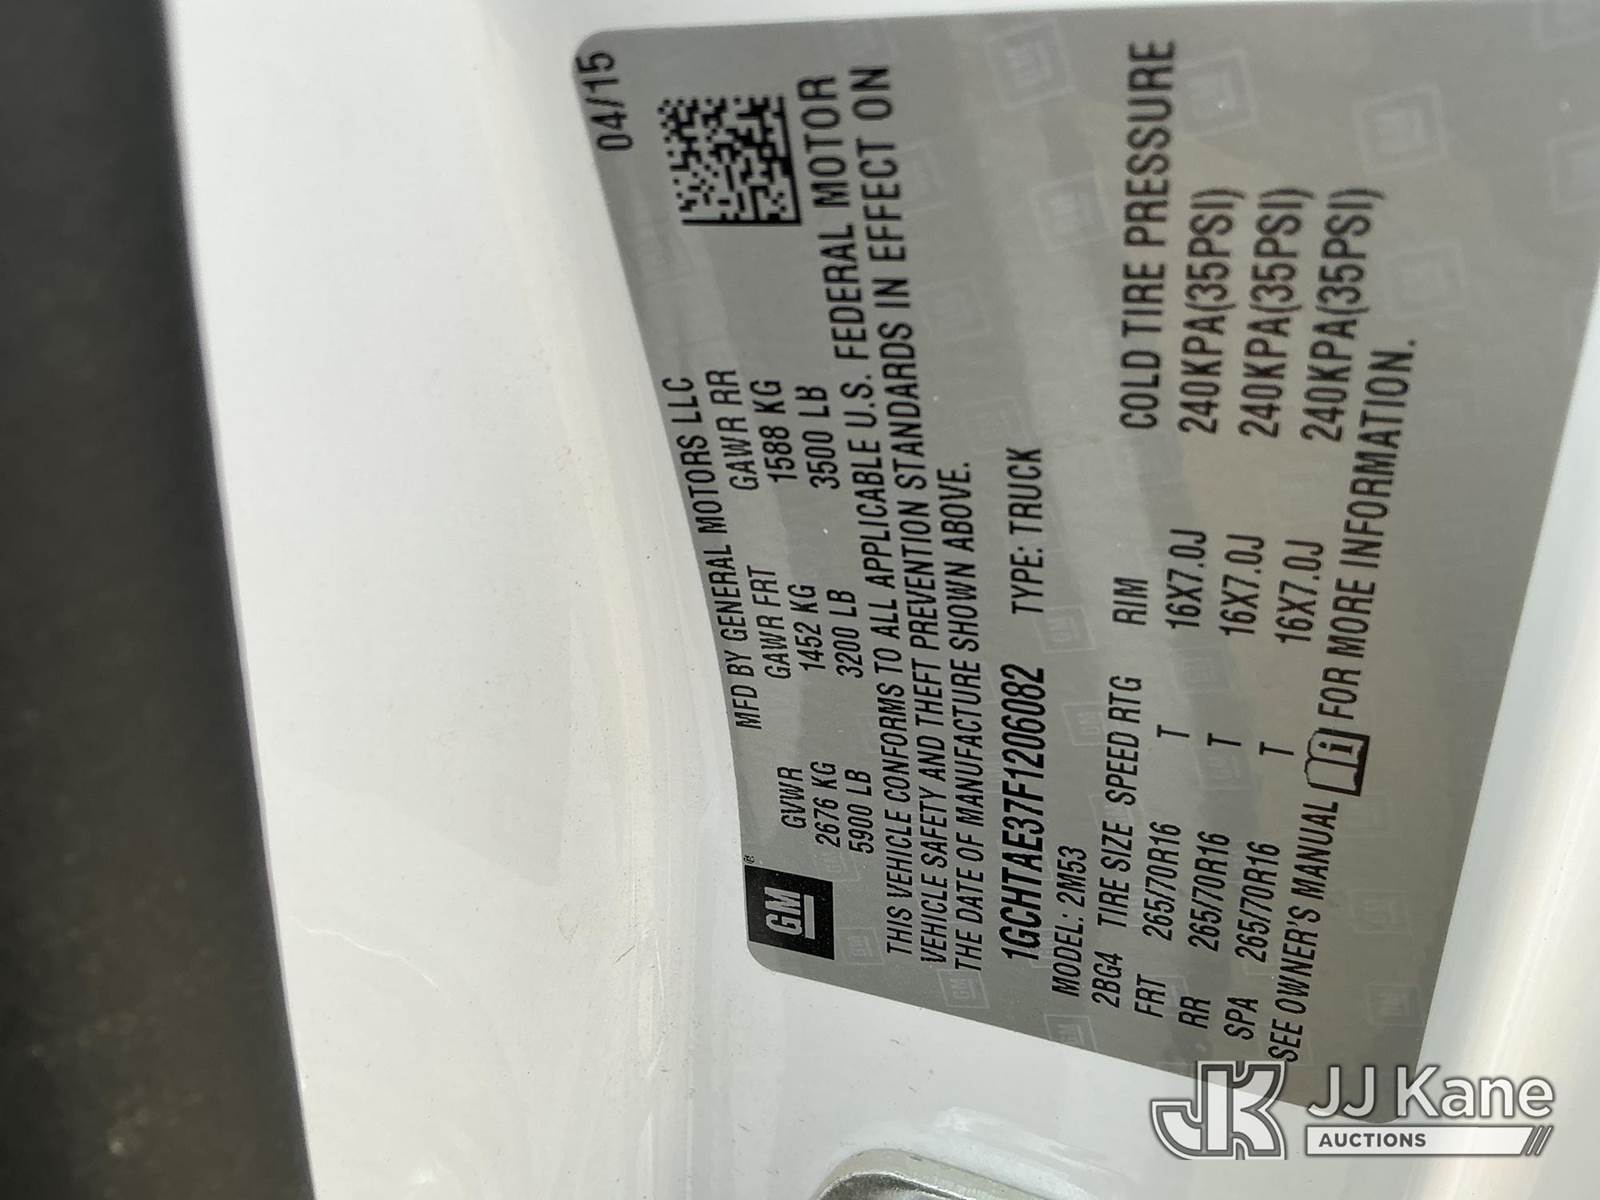 04/15
MFD BY GENERAL MOTORS LLC
GM ®
GVWR GAWR FRT GAWR RR
2676 KG 1452 KG 1588 KG
5900 LB 3200 LB 3500 LB
THIS VEHICLE CONFORMS TO ALL APPLICABLE U.S. FEDERAL MOTOR
VEHICLE SAFETY AND THEFT PREVENTION STANDARDS IN EFFECT ON
THE DATE OF MANUFACTURE SHOWN ABOVE.
1GCHTAE37F1206082 TYPE: TRUCK
MODEL: 2M53
2BG4 TIRE SIZE SPEED RTG RIM COLD TIRE PRESSURE
FRT 265/70R16 T 16X7.0J 240KPA(35PSI)
RR 265/70R16 T 16X7.0J 240KPA(35PSI)
SPA 265/70R16 T 16X7.0J 240KPA(35PSI)
SEE OWNER'S MANUAL i FOR MORE INFORMATION.
JK JJ Kane
AUCTIONS